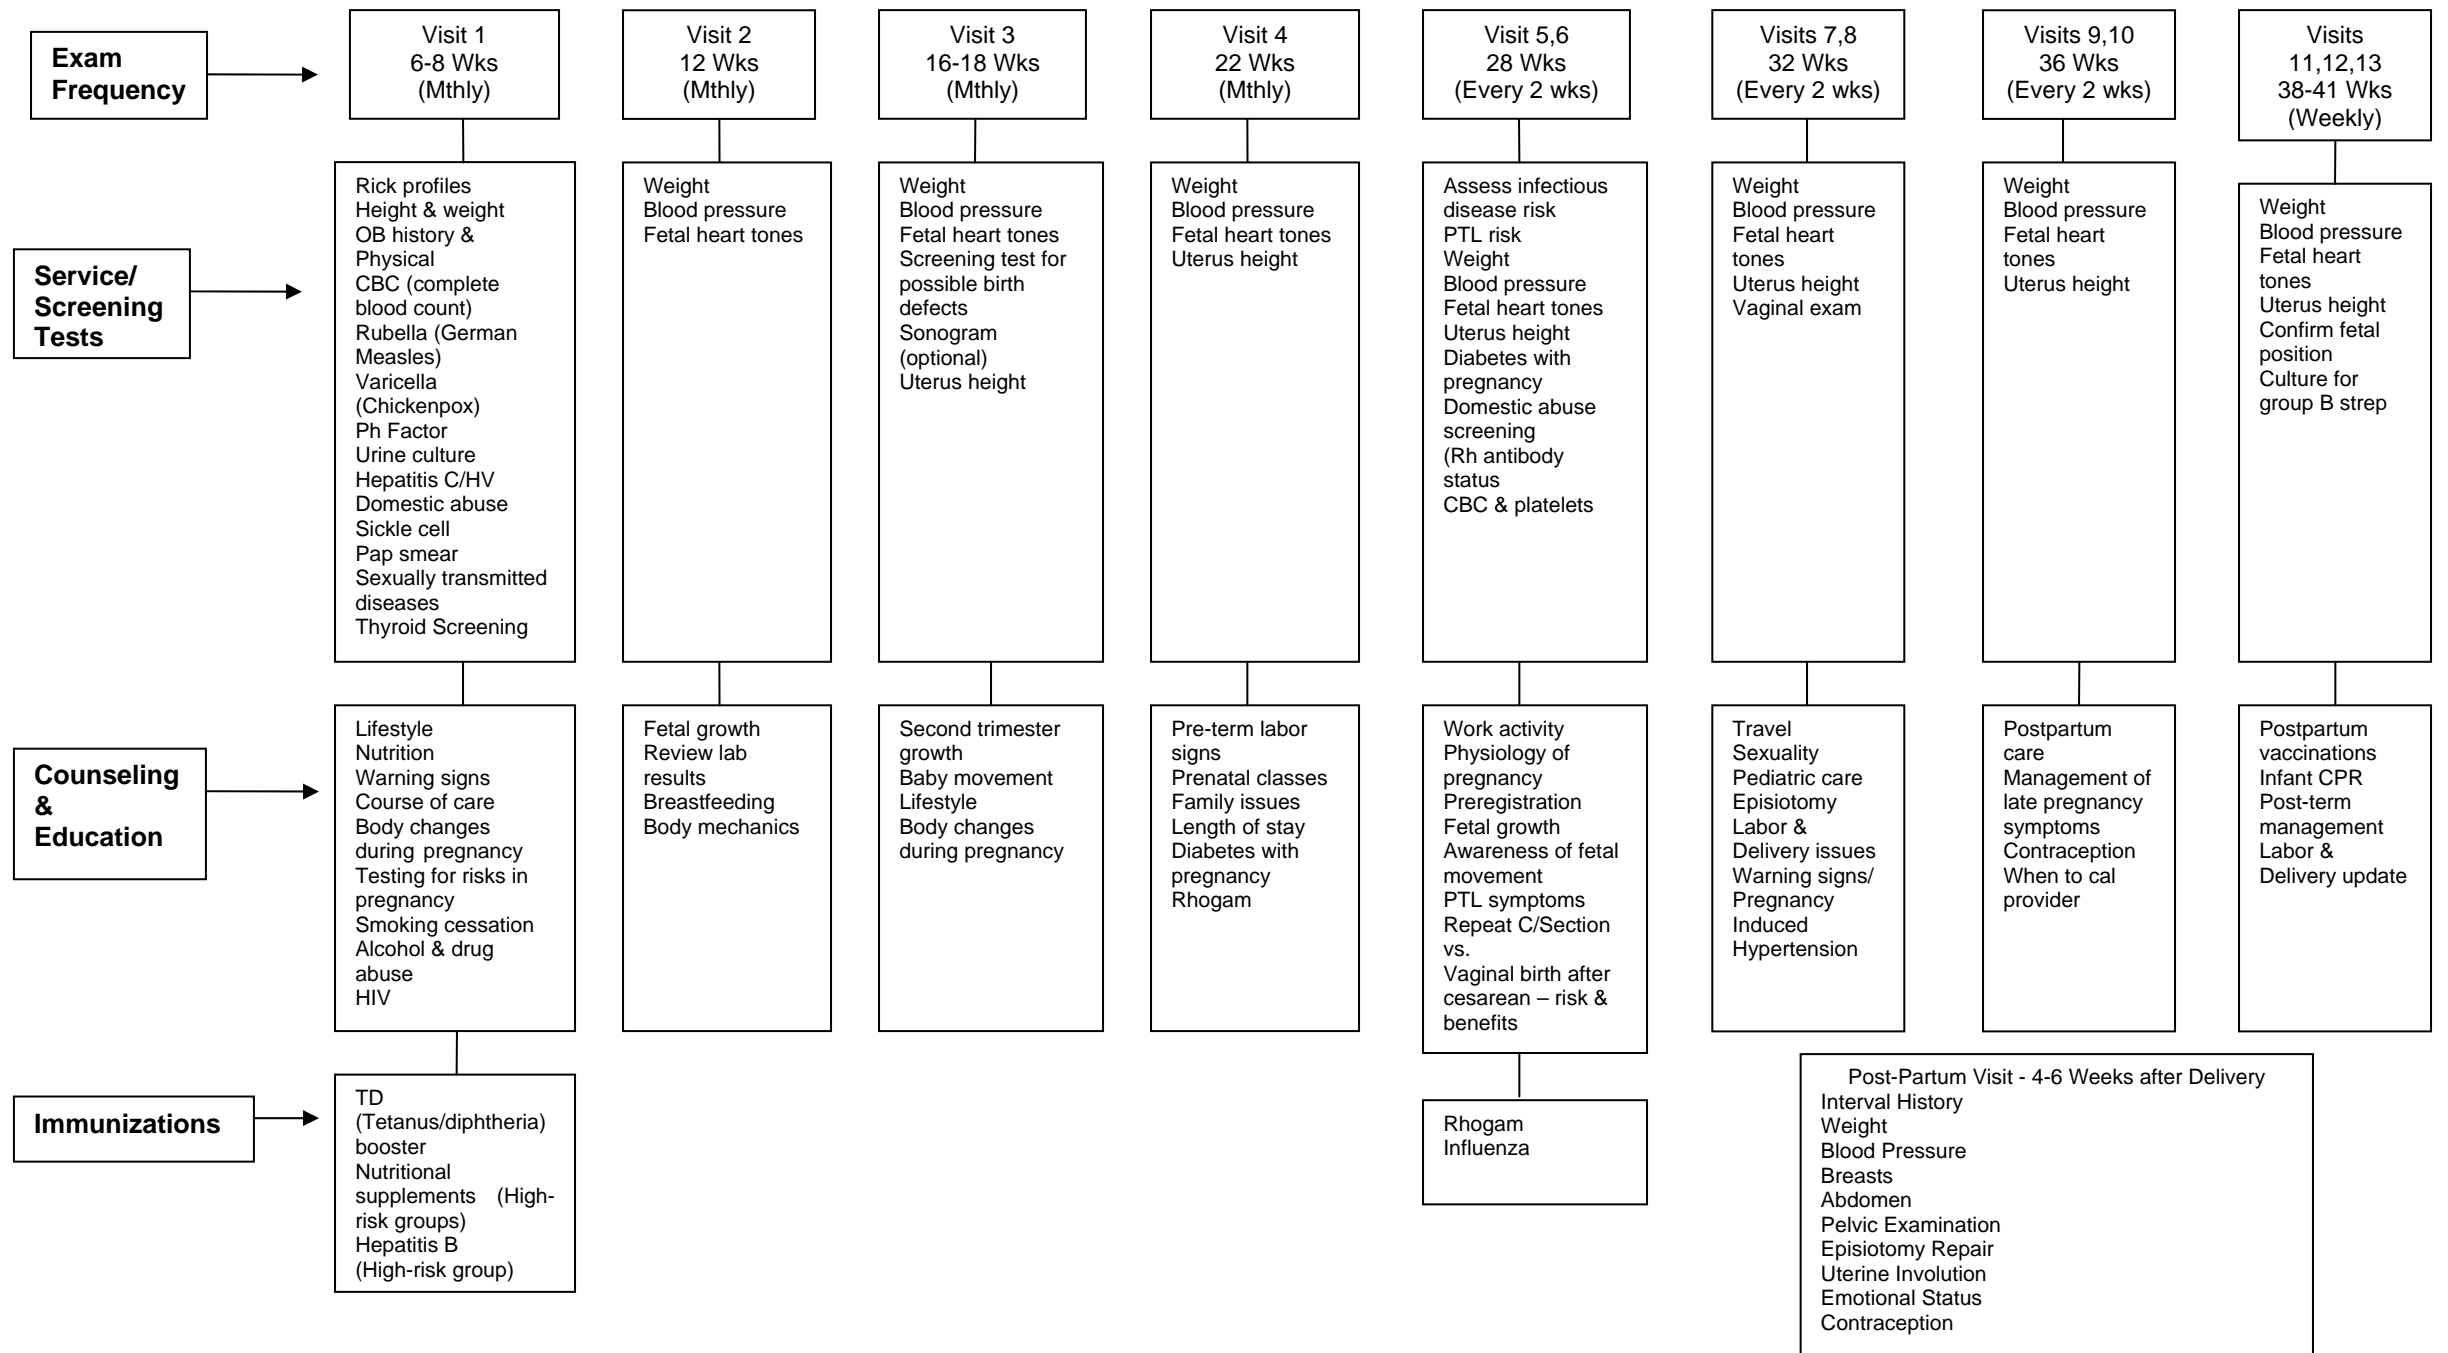 Exam
Frequency
Visit 1
6-8 Wks
(Mthly)
Visit 2
12 Wks
(Mthly)
Visit 3
16-18 Wks
(Mthly)
Visit 4
22 Wks
(Mthly)
Visit 5,6
28 Wks
(Every 2 wks)
Visits 7,8
32 Wks
(Every 2 wks)
Visits 9,10
36 Wks
(Every 2 wks)
Visits
11,12,13
38-41 Wks
(Weekly)
Service/
Screening
Tests
Rick profiles
Height & weight
OB history &
Physical
CBC (complete
blood count)
Rubella (German
Measles)
Varicella
(Chickenpox)
Ph Factor
Urine culture
Hepatitis C/HV
Domestic abuse
Sickle cell
Pap smear
Sexually transmitted
diseases
Thyroid Screening
Weight
Blood pressure
Fetal heart tones
Weight
Blood pressure
Fetal heart tones
Screening test for
possible birth
defects
Sonogram
(optional)
Uterus height
Weight
Blood pressure
Fetal heart tones
Uterus height
Assess infectious
disease risk
PTL risk
Weight
Blood pressure
Fetal heart tones
Uterus height
Diabetes with
pregnancy
Domestic abuse
screening
(Rh antibody
status
CBC & platelets
Weight
Blood pressure
Fetal heart
tones
Uterus height
Vaginal exam
Weight
Blood pressure
Fetal heart
tones
Uterus height
Weight
Blood pressure
Fetal heart
tones
Uterus height
Confirm fetal
position
Culture for
group B strep
Counseling
&
Education
Lifestyle
Nutrition
Warning signs
Course of care
Body changes
during pregnancy
Testing for risks in
pregnancy
Smoking cessation
Alcohol & drug
abuse
HIV
Fetal growth
Review lab
results
Breastfeeding
Body mechanics
Second trimester
growth
Baby movement
Lifestyle
Body changes
during pregnancy
Pre-term labor
signs
Prenatal classes
Family issues
Length of stay
Diabetes with
pregnancy
Rhogam
Work activity
Physiology of
pregnancy
Preregistration
Fetal growth
Awareness of fetal
movement
PTL symptoms
Repeat C/Section
vs.
Vaginal birth after
cesarean – risk &
benefits
Travel
Sexuality
Pediatric care
Episiotomy
Labor &
Delivery issues
Warning signs/
Pregnancy
Induced
Hypertension
Postpartum
care
Management of
late pregnancy
symptoms
Contraception
When to cal
provider
Postpartum
vaccinations
Infant CPR
Post-term
management
Labor &
Delivery update
Immunizations
TD
(Tetanus/diphtheria)
booster
Nutritional
supplements (High-
risk groups)
Hepatitis B
(High-risk group)
Rhogam
Influenza
Post-Partum Visit - 4-6 Weeks after Delivery
Interval History
Weight
Blood Pressure
Breasts
Abdomen
Pelvic Examination
Episiotomy Repair
Uterine Involution
Emotional Status
Contraception